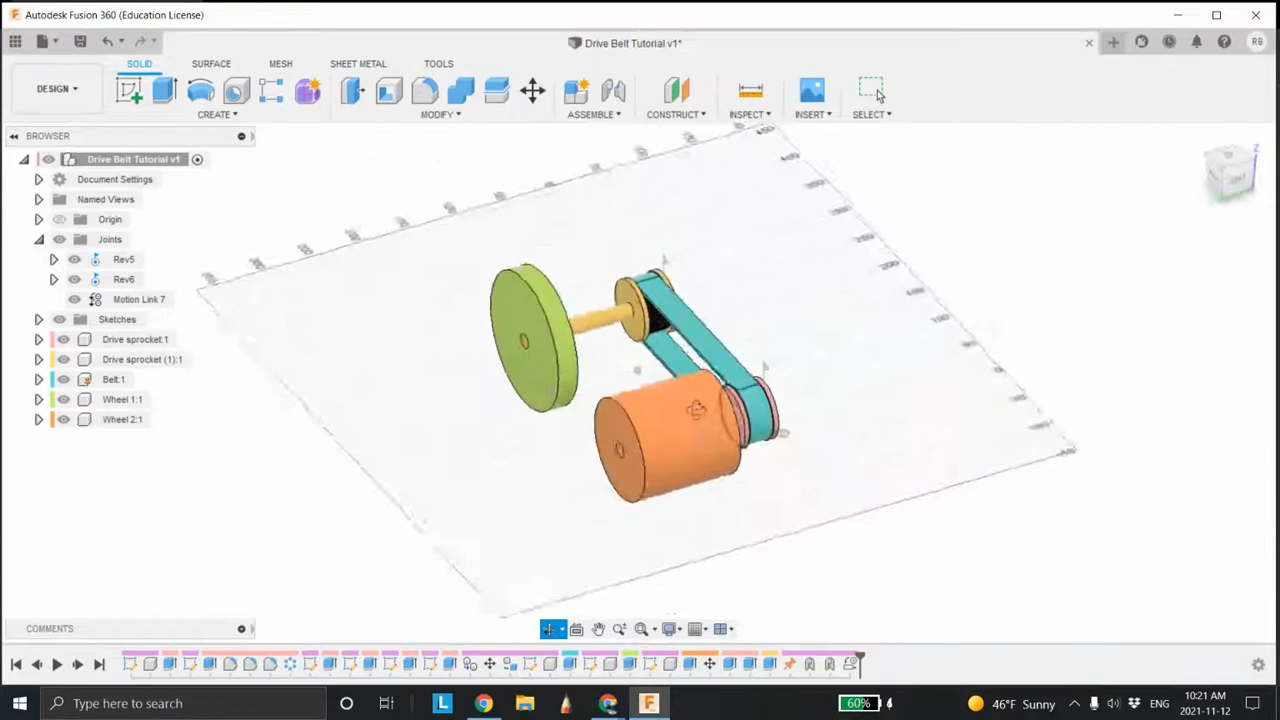 Autodesk Fusion 360 (Education License)
Drive Belt Tutorial v1*
RB
DESIGN
SOLID
SURFACE
MESH
SHEET METAL
TOOLS
CREATE
MODIFY
ASSEMBLE
CONSTRUCT
INSPECT
INSERT
SELECT
BROWSER
Drive Belt Tutorial v1
Document Settings
Named Views
Origin
Joints
Rev5
Rev6
Motion Link 7
Sketches
Drive sprocket:1
Drive sprocket (1):1
Belt:1
Wheel 1:1
Wheel 2:1
Z
COMMENTS
Type here to search
L
60%
46°F Sunny
ENG
10:21 AM
2021-11-12